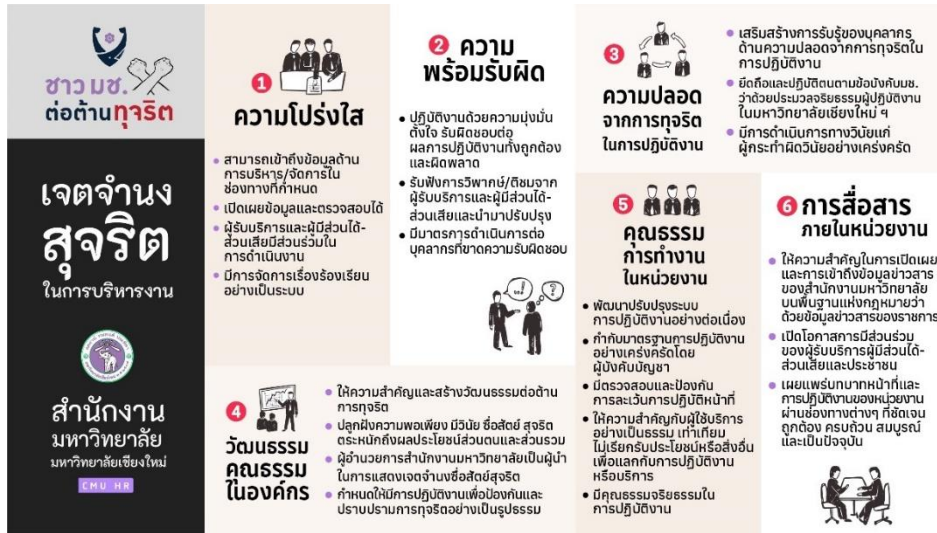 ชาว มช.
ต่อต้านทุจริต
เจตจำนง
สุจริต
ในการบริหารงาน
สำนักงาน
มหาวิทยาลัย
มหาวิทยาลัยเชียงใหม่
CMU HR
1
ความโปร่งใส
สามารถเข้าถึงข้อมูลด้าน
การบริหาร/จัดการใน
ช่องทางที่กำหนด
เปิดเผยข้อมูลและตรวจสอบได้
ผู้รับบริการและผู้มีส่วนได้-
ส่วนเสียมีส่วนร่วมใน
การดำเนินงาน
มีการจัดการเรื่องร้องเรียน
อย่างเป็นระบบ
2 ความ
พร้อมรับผิด
ปฏิบัติงานด้วยความมุ่งมั่น
ตั้งใจ รับผิดชอบต่อ
ผลการปฏิบัติงานทั้งถูกต้อง
และผิดพลาด
รับฟังการวิพากษ์/ติชมจาก
ผู้รับบริการและผู้มีส่วนได้-
ส่วนเสียและนำมาปรับปรุง
มีมาตรการดำเนินการต่อ
บุคลากรที่ขาดความรับผิดชอบ
...!
?
3
ความปลอด
จากการทุจริต
ในการปฏิบัติงาน
เสริมสร้างการรับรู้ของบุคลากร
ด้านความปลอดจากการทุจริตใน
การปฏิบัติงาน
ยึดถือและปฏิบัติตนตามข้อบังคับมช.
ว่าด้วยประมวลจริยธรรมผู้ปฏิบัติงาน
ในมหาวิทยาลัยเชียงใหม่ ฯ
มีการดำเนินการทางวินัยแก่
ผู้กระทำผิดวินัยอย่างเคร่งครัด
4
วัฒนธรรม
คุณธรรม
ในองค์กร
ให้ความสำคัญและสร้างวัฒนธรรมต่อต้าน
การทุจริต
ปลูกฝังความพอเพียง มีวินัย ซื่อสัตย์ สุจริต
ตระหนักถึงผลประโยชน์ส่วนตนและส่วนรวม
ผู้อำนวยการสำนักงานมหาวิทยาลัยเป็นผู้นำ
ในการแสดงเจตจำนงซื่อสัตย์สุจริต
กำหนดให้มีการปฏิบัติงานเพื่อป้องกันและ
ปราบปรามการทุจริตอย่างเป็นรูปธรรม
5
คุณธรรม
การทำงาน
ในหน่วยงาน
พัฒนาปรับปรุงระบบ
การปฏิบัติงานอย่างต่อเนื่อง
กำกับมาตรฐานการปฏิบัติงาน
อย่างเคร่งครัดโดย
ผู้บังคับบัญชา
มีตรวจสอบและป้องกัน
การละเว้นการปฏิบัติหน้าที่
ให้ความสำคัญกับผู้ใช้บริการ
อย่างเป็นธรรม เท่าเทียม
ไม่เรียกรับประโยชน์หรือสิ่งอื่น
เพื่อแลกกับการปฏิบัติงาน
หรือบริการ
มีคุณธรรมจริยธรรมใน
การปฏิบัติงาน
6 การสื่อสาร
ภายในหน่วยงาน
ให้ความสำคัญในการเปิดเผย
และการเข้าถึงข้อมูลข่าวสาร
ของสำนักงานมหาวิทยาลัย
บนพื้นฐานแห่งกฎหมายว่า
ด้วยข้อมูลข่าวสารของราชการ
เปิดโอกาสการมีส่วนร่วม
ของผู้รับบริการผู้มีส่วนได้-
ส่วนเสียและประชาชน
เผยแพร่บทบาทหน้าที่และ
การปฏิบัติงานของหน่วยงาน
ผ่านช่องทางต่างๆ ที่ชัดเจน
ถูกต้อง ครบถ้วน สมบูรณ์
และเป็นปัจจุบัน